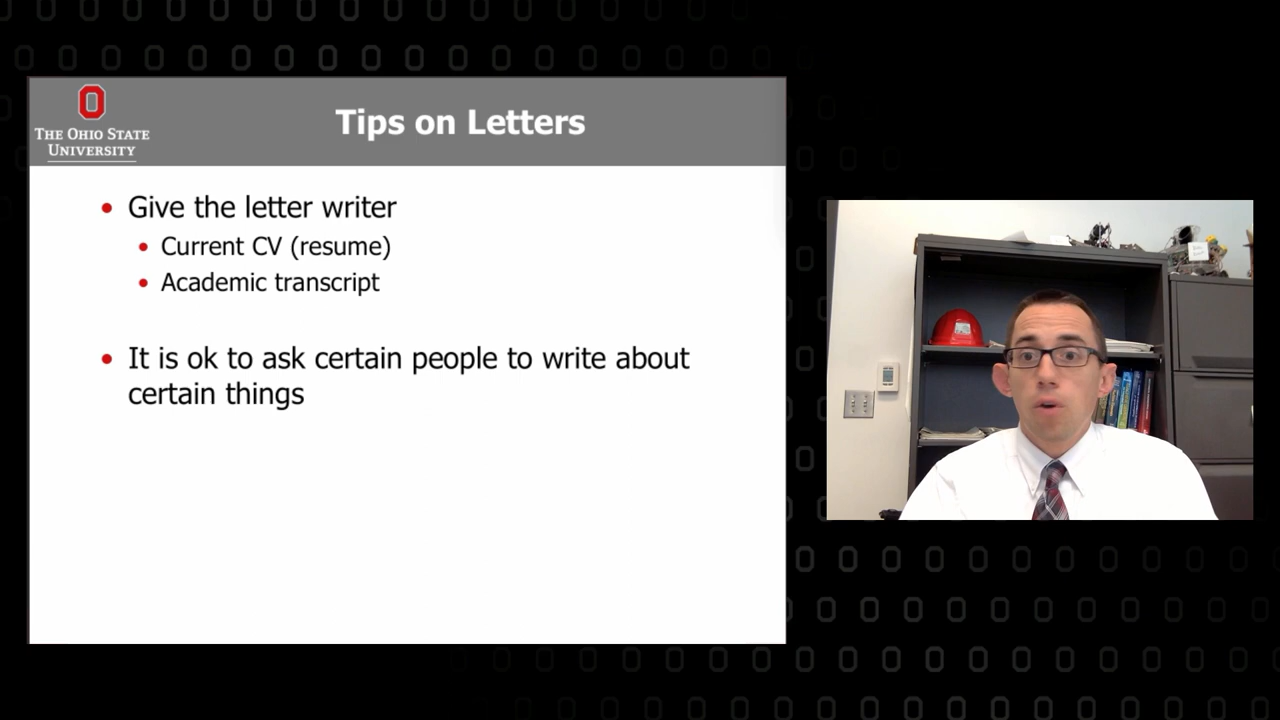 THE OHIO STATE
UNIVERSITY
Tips on Letters
• Give the letter writer
• Current CV (resume)
• Academic transcript
• It is ok to ask certain people to write about
certain things